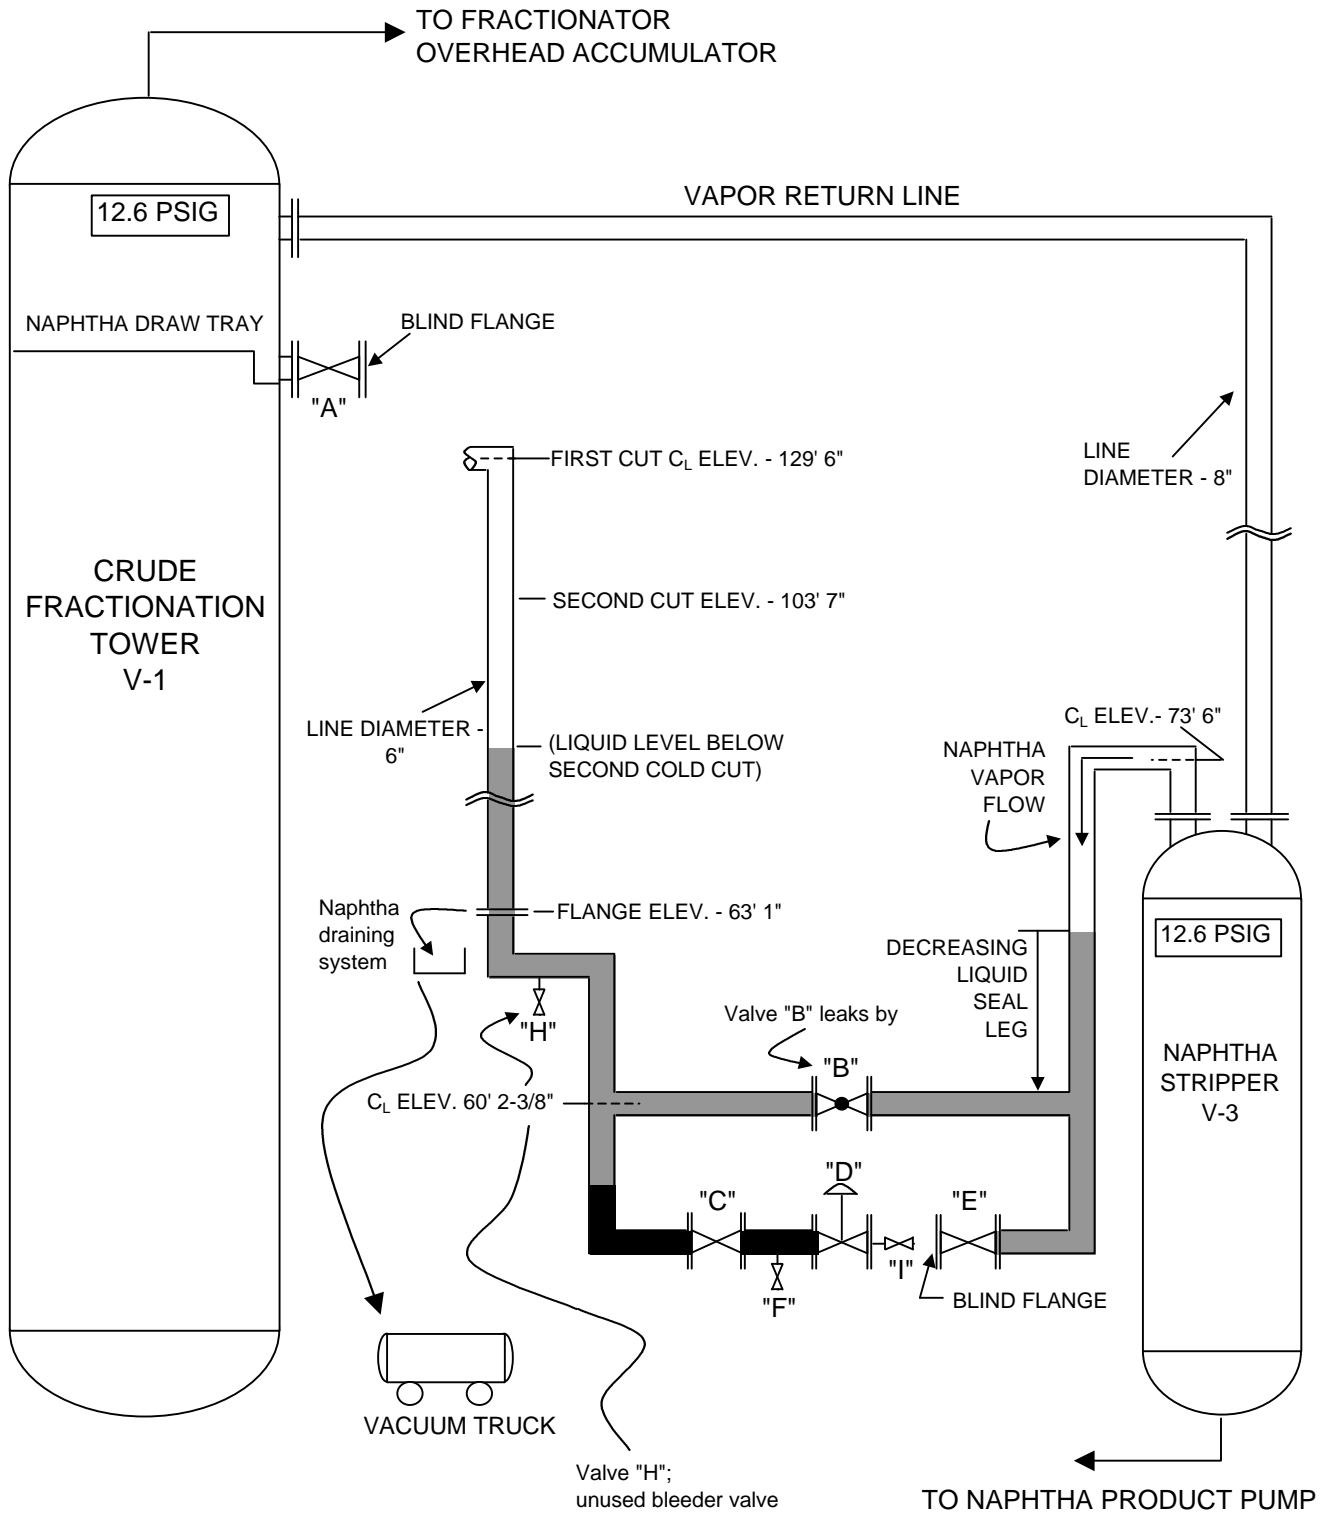 TO FRACTIONATOR
OVERHEAD ACCUMULATOR
12.6 PSIG
VAPOR RETURN LINE
NAPHTHA DRAW TRAY
BLIND FLANGE
"A"
FIRST CUT CL ELEV. - 129' 6"
LINE
DIAMETER - 8"
CRUDE
FRACTIONATION
TOWER
V-1
SECOND CUT ELEV. - 103' 7"
LINE DIAMETER -
6"
(LIQUID LEVEL BELOW
SECOND COLD CUT)
CL ELEV.- 73' 6"
NAPHTHA
VAPOR
FLOW
Naphtha
draining
system
FLANGE ELEV. - 63' 1"
12.6 PSIG
DECREASING
LIQUID
SEAL
LEG
"H"
Valve "B" leaks by
"B"
NAPHTHA
STRIPPER
V-3
CL ELEV. 60' 2-3/8"
"C"
"D"
"E"
"F"
"I"
BLIND FLANGE
VACUUM TRUCK
Valve "H";
unused bleeder valve
TO NAPHTHA PRODUCT PUMP